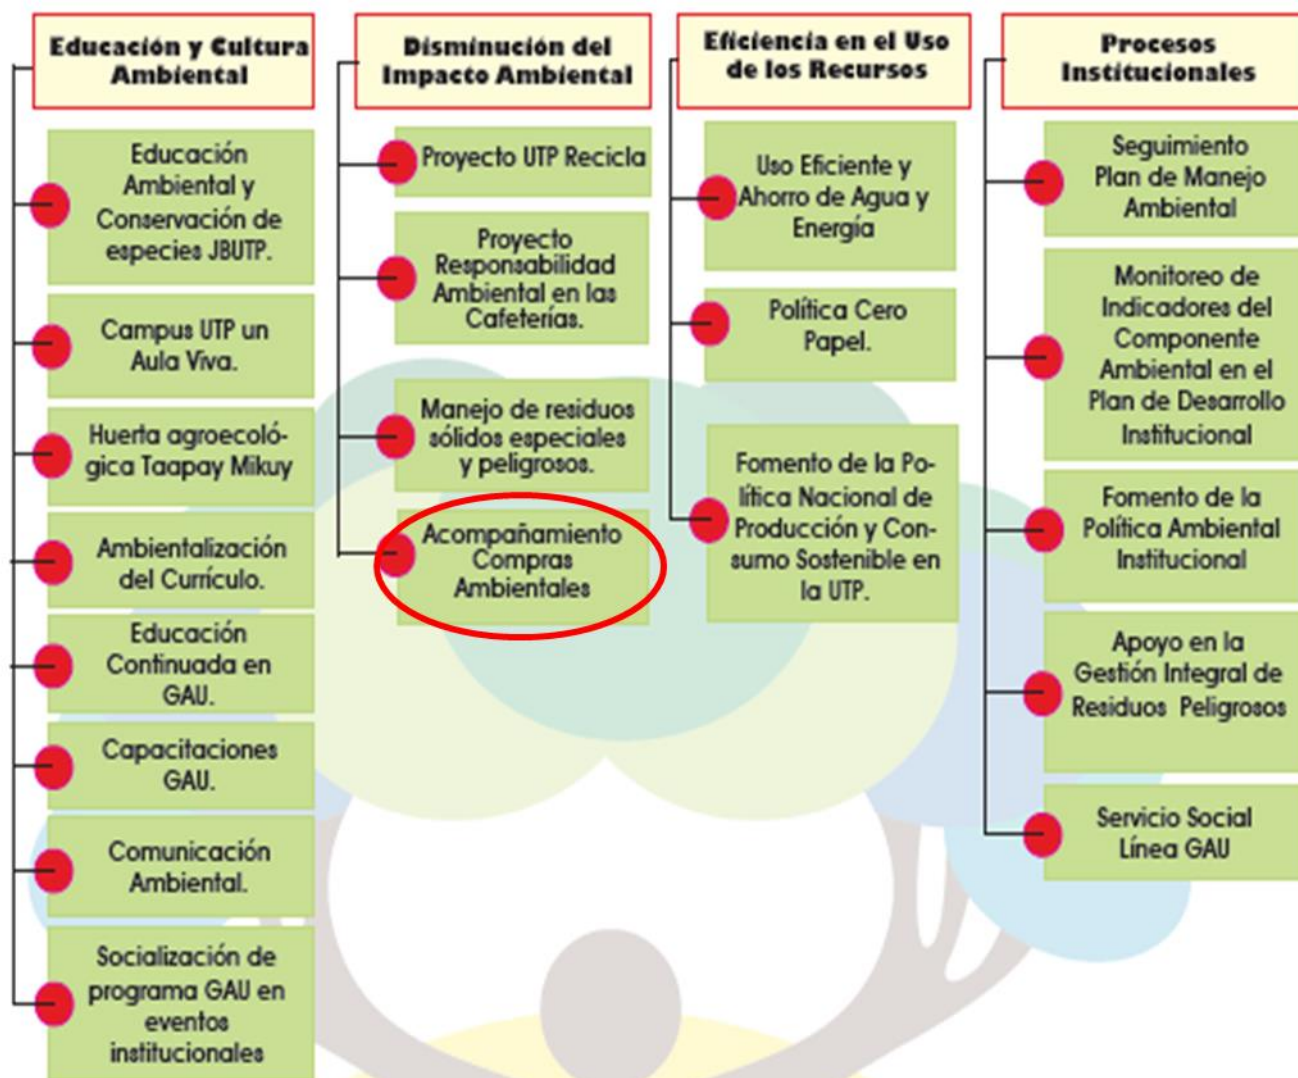 Educación y Cultura
Ambiental
Educación
Ambiental y
Conservación de
especies JBUTP.
Campus UTP un
Aula Viva.
Huerta agroecoló-
gica Taapay Mikuy
Ambientalización
del Currículo.
Educación
Continuada en
GAU.
Capacitaciones
GAU.
Comunicación
Ambiental.
Socialización de
programa GAU en
eventos
institucionales
Disminución del
Impacto Ambiental
Proyecto UTP Recicla
Proyecto
Responsabilidad
Ambiental en las
Cafeterías.
Manejo de residuos
sólidos especiales
y peligrosos.
Acompañamiento
Compras
Ambientales
Eficiencia en el Uso
de los Recursos
Uso Eficiente y
Ahorro de Agua y
Energía
Política Cero
Papel.
Fomento de la Po-
lítica Nacional de
Producción y Con-
sumo Sostenible en
la UTP.
Procesos
Institucionales
Seguimiento
Plan de Manejo
Ambiental
Monitoreo de
Indicadores del
Componente
Ambiental en el
Plan de Desarrollo
Institucional
Fomento de la
Política Ambiental
Institucional
Apoyo en la
Gestión Integral de
Residuos Peligrosos
Servicio Social
Línea GAU